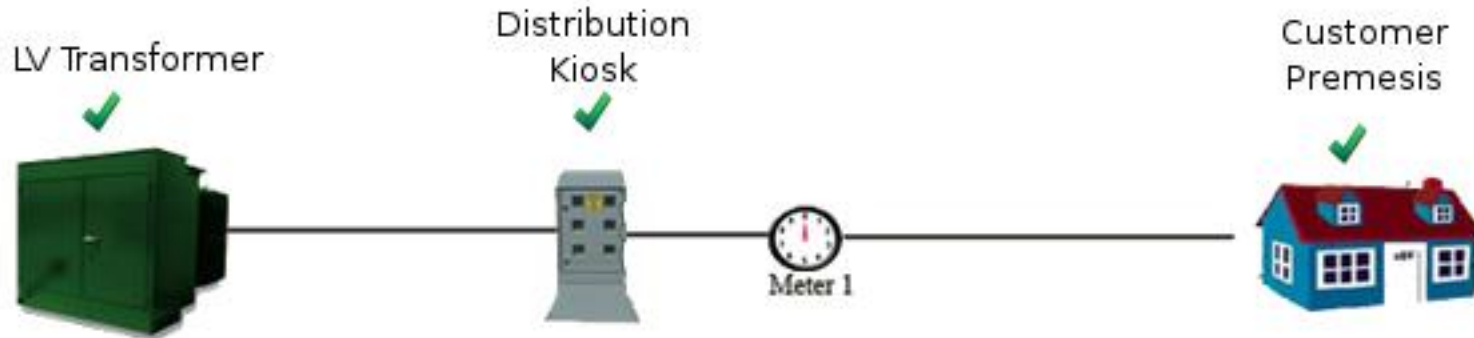 LV Transformer
Distribution
Kiosk
Customer
Premesis
Meter 1